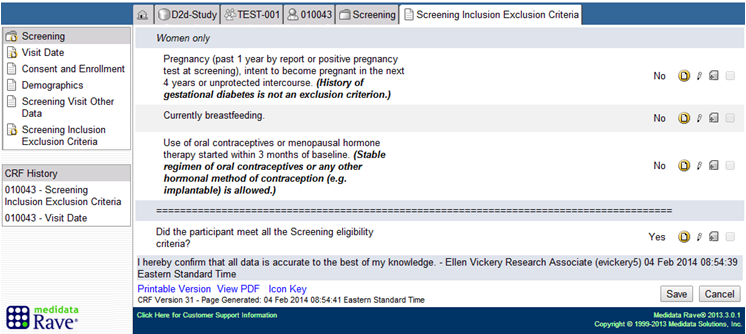 D2d-Study TEST-001 010043 Screening Screening Inclusion Exclusion Criteria
Screening
Visit Date
Consent and Enrollment
Demographics
Screening Visit Other
Data
Screening Inclusion
Exclusion Criteria
CRF History
010043 - Screening
Inclusion Exclusion Criteria
010043 - Visit Date
Women only
Pregnancy (past 1 year by report or positive pregnancy
test at screening), intent to become pregnant in the next
4 years or unprotected intercourse. (History of
gestational diabetes is not an exclusion criterion.)
No
Currently breastfeeding.
No
Use of oral contraceptives or menopausal hormone
therapy started within 3 months of baseline. (Stable
regimen of oral contraceptives or any other
hormonal method of contraception (e.g.
implantable) is allowed.)
No
Did the participant meet all the Screening eligibility
criteria?
Yes
I hereby confirm that all data is accurate to the best of my knowledge. - Ellen Vickery Research Associate (evickery5) 04 Feb 2014 08:54:39
Eastern Standard Time
Printable Version View PDF Icon Key
CRF Version 31 - Page Generated: 04 Feb 2014 08:54:41 Eastern Standard Time
Save Cancel
medidata
Rave®
Click Here for Customer Support Information
Medidata Rave® 2013.3.0.1
Copyright © 1999-2013 Medidata Solutions, Inc.